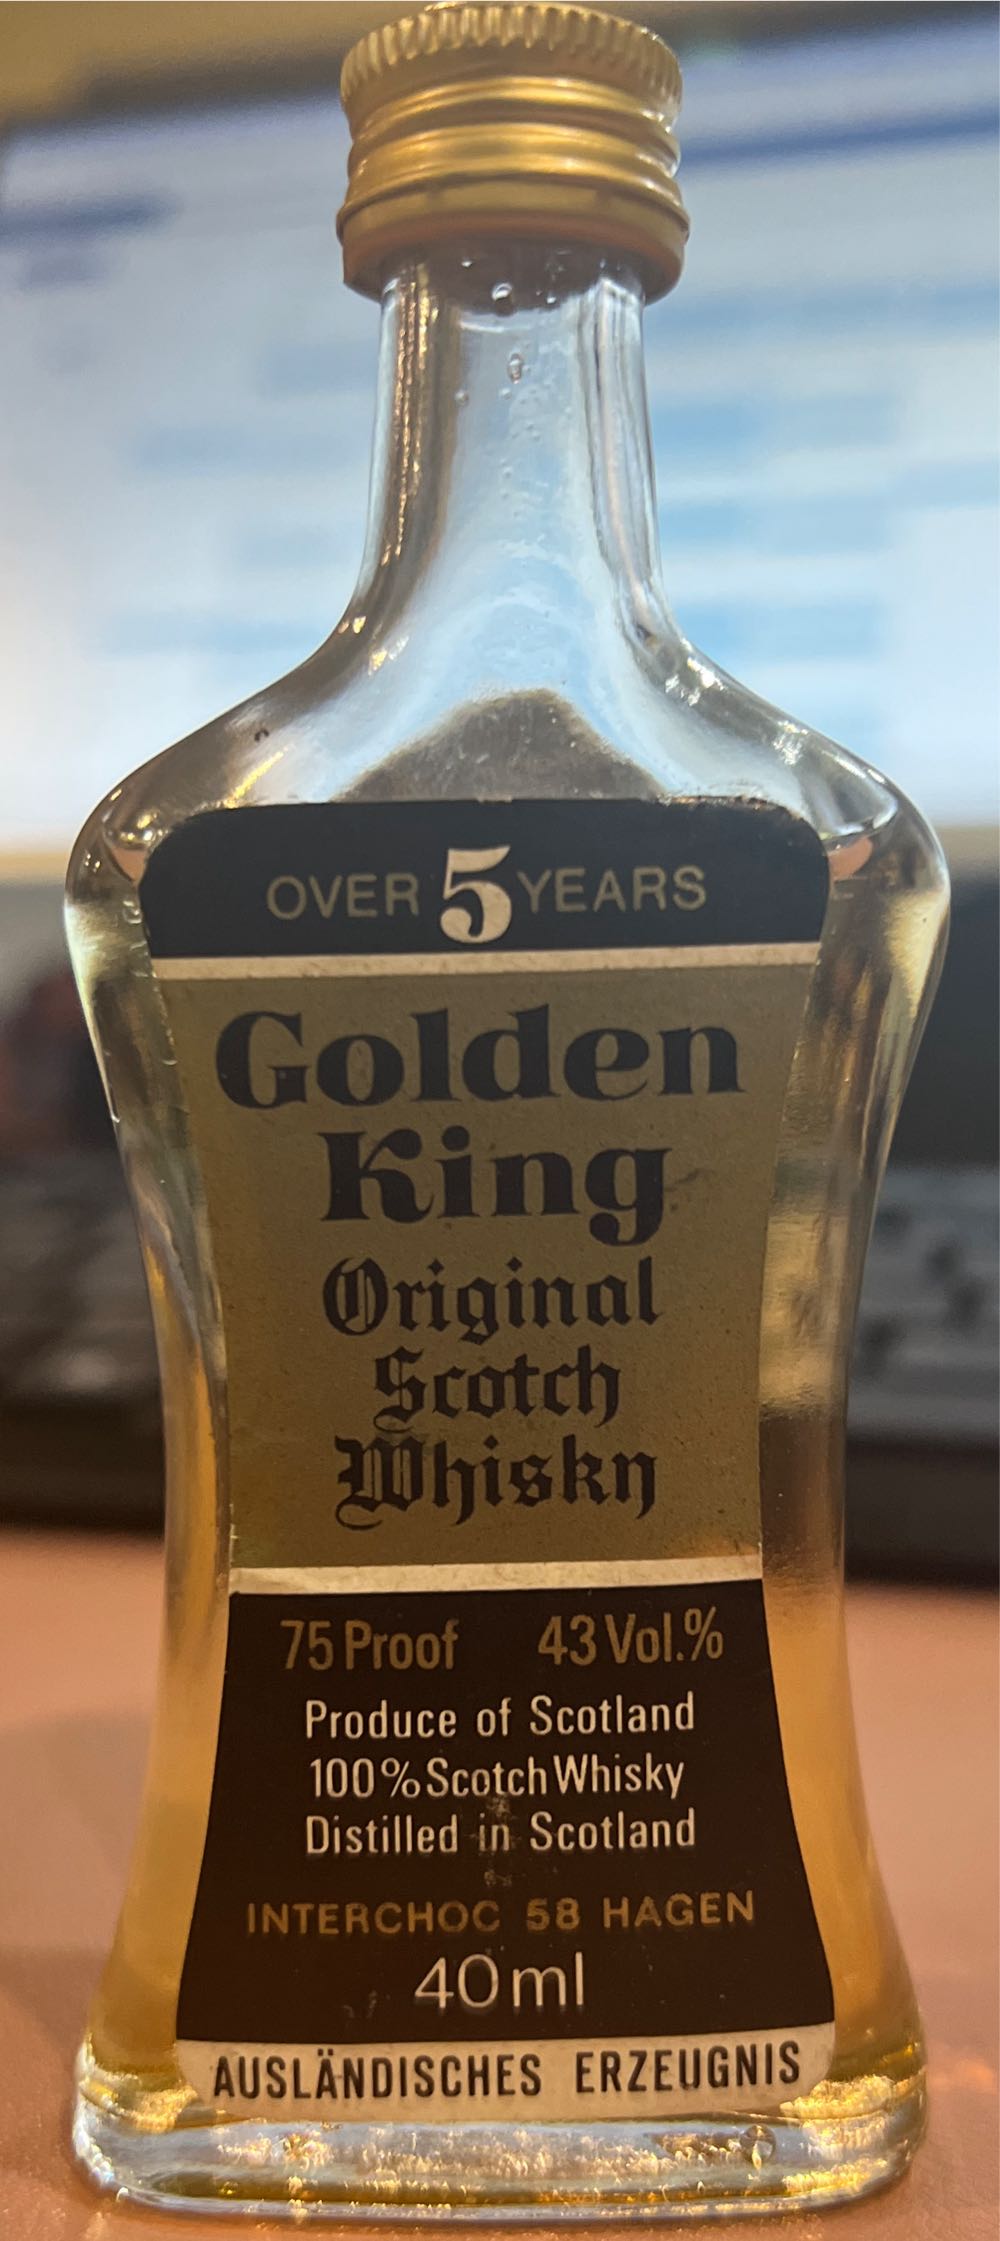 OVER 5 YEARS
Golden
King
Original
Scotch
Whisky
75 Proof 43 Vol.%
Produce of Scotland
100% Scotch Whisky
Distilled in Scotland
INTERCHOC 58 HAGEN
40ml
AUSLÄNDISCHES ERZEUGNIS